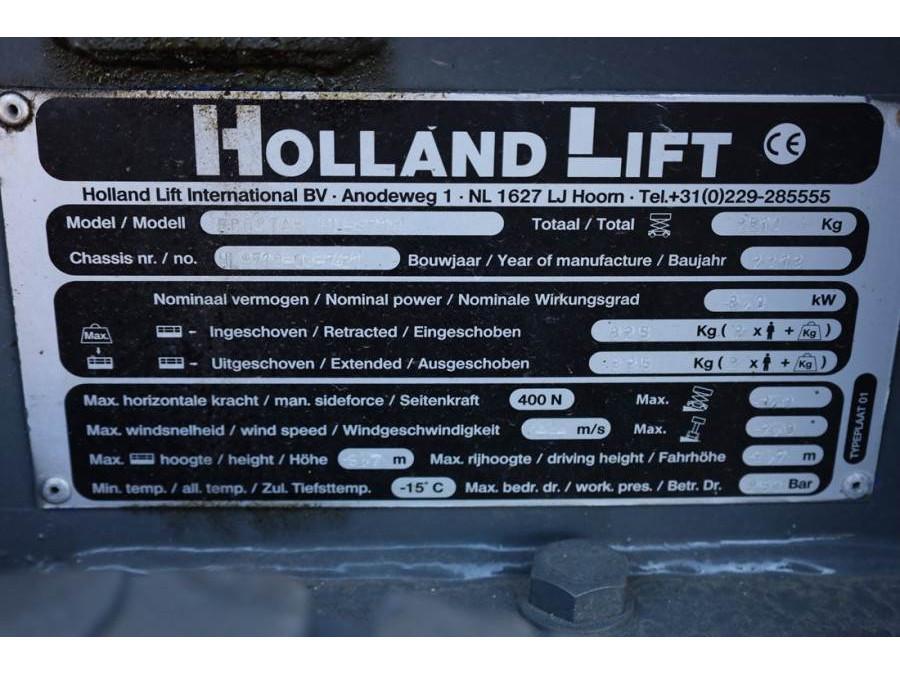 HOLLAND LIFT CE
Holland Lift International BV · Anodeweg 1 · NL 1627 LJ Hoorn · Tel.+31(0)229-285555
Model / Modell Totaal / Total Kg
Chassis nr. / no. Bouwjaar / Year of manufacture / Baujahr
Nominaal vermogen / Nominal power / Nominale Wirkungsgrad kW
Max. - Ingeschoven / Retracted / Eingeschoben Kg ( x + Kg )
- Uitgeschoven / Extended / Ausgeschoben Kg ( x + Kg )
Max. horizontale kracht / man. sideforce / Seitenkraft 400 N Max.
Max. windsnelheid / wind speed / Windgeschwindigkeit m/s Max.
Max. hoogte / height / Höhe m Max. rijhoogte / driving height / Fahrhöhe m
Min. temp. / all. temp. / Zul. Tiefsttemp. -15°C Max. bedr. dr. / work. pres. / Betr. Dr. Bar
TYPEPLAAT 01